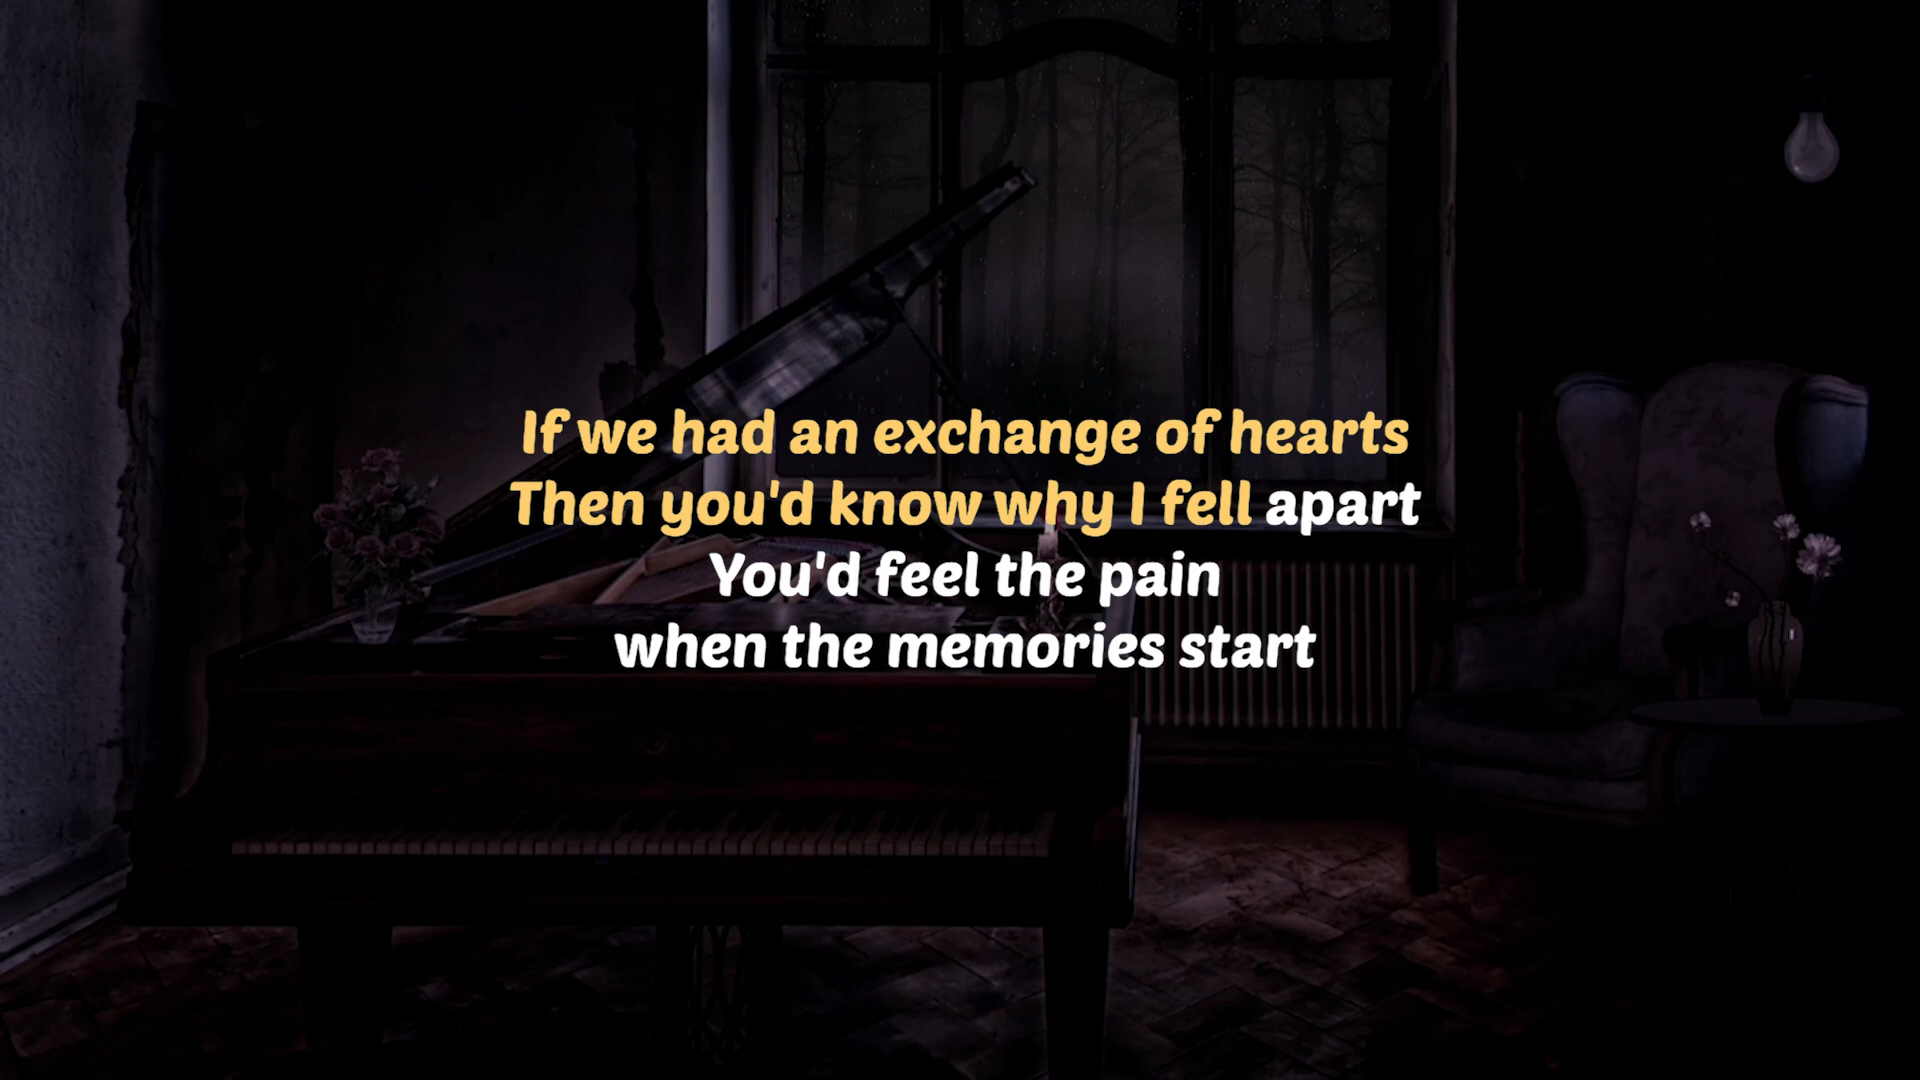 If we had an exchange of hearts
Then you'd know why I fell apart
You'd feel the pain
when the memories start